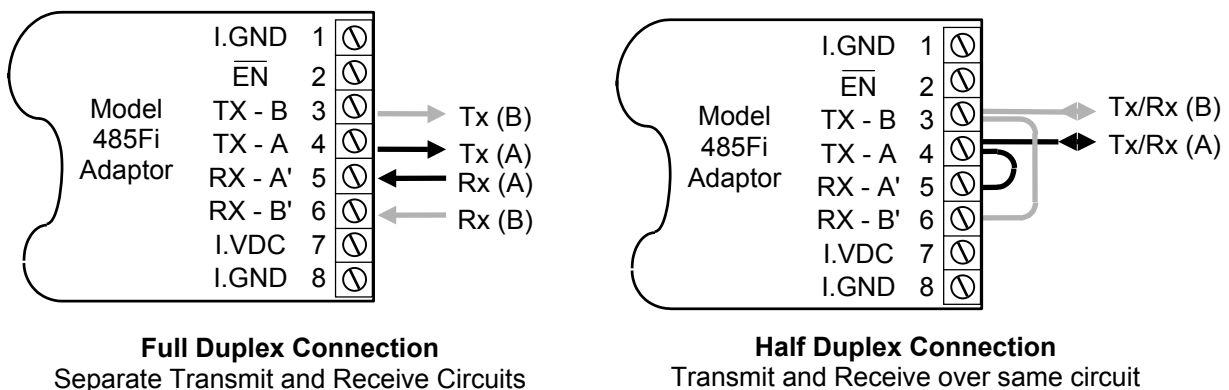 I.GND 1
EN 2
TX - B 3
TX - A 4
RX - A' 5
RX - B' 6
I.VDC 7
I.GND 8
Model
485Fi
Adaptor
Tx (B)
Tx (A)
Rx (A)
Rx (B)
Full Duplex Connection
Separate Transmit and Receive Circuits
I.GND 1
EN 2
TX - B 3
TX - A 4
RX - A' 5
RX - B' 6
I.VDC 7
I.GND 8
Model
485Fi
Adaptor
Tx/Rx (B)
Tx/Rx (A)
Half Duplex Connection
Transmit and Receive over same circuit